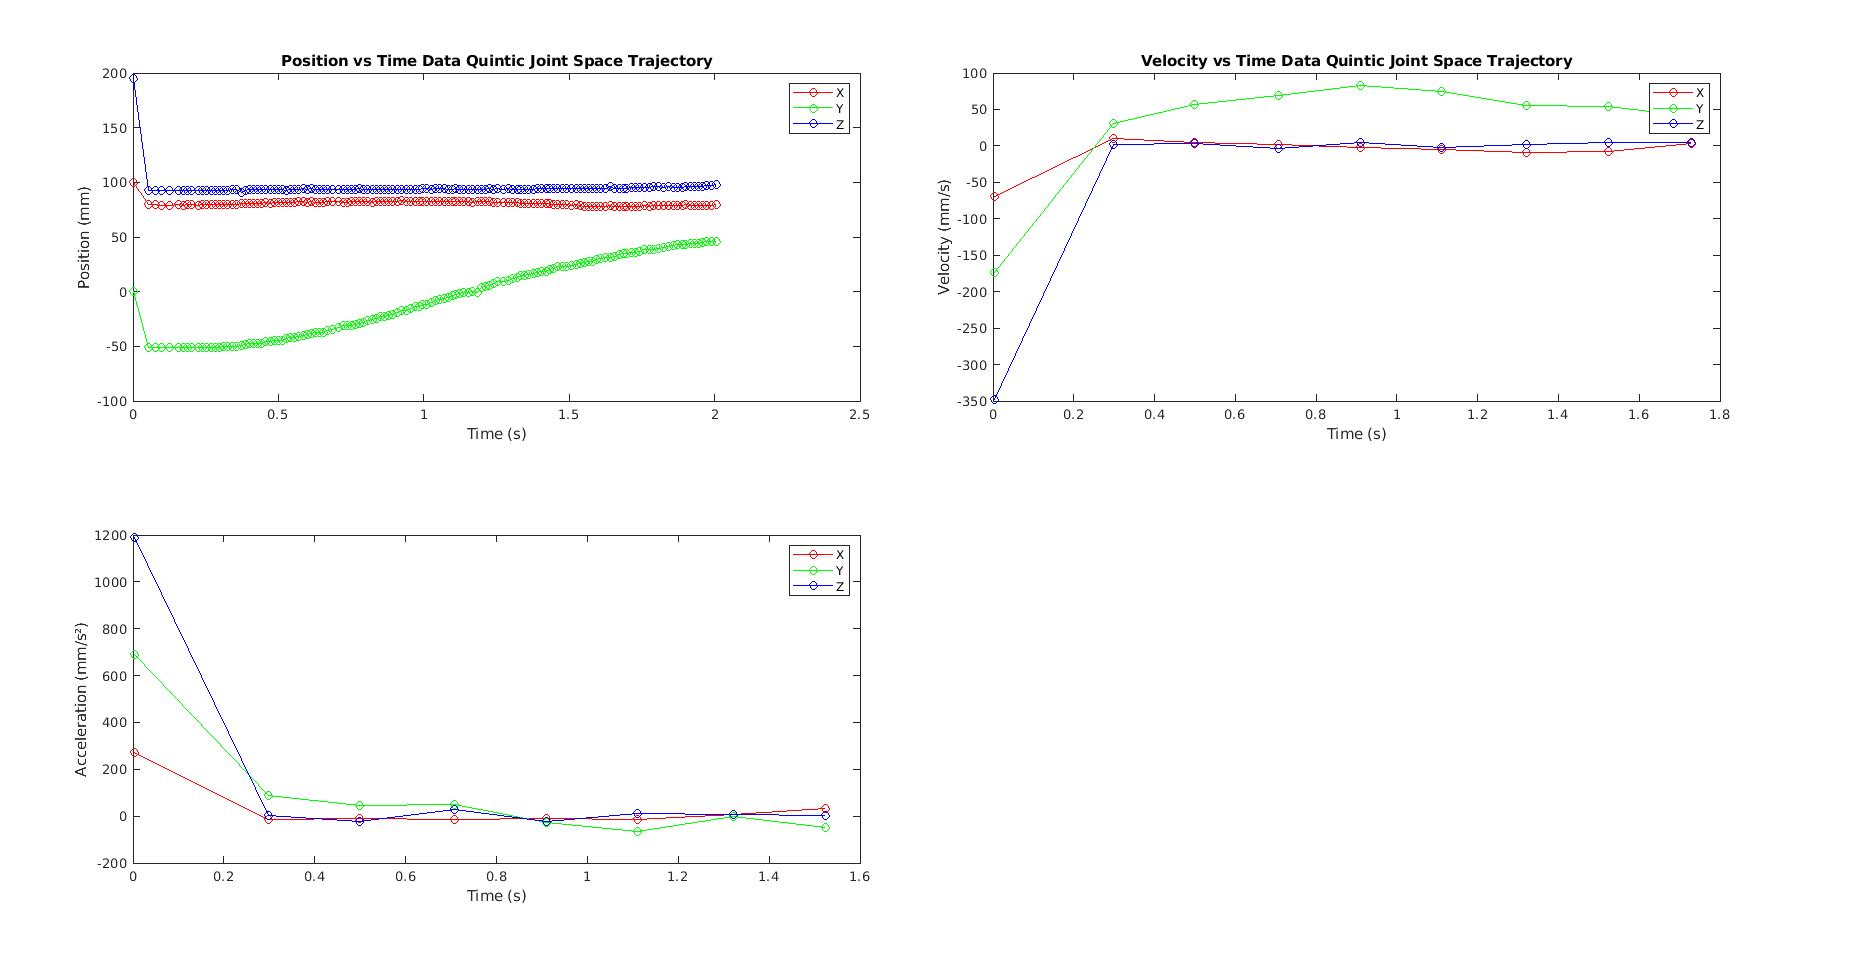 Position vs Time Data Quintic Joint Space Trajectory
200
150
100
50
0
-50
-100
Position (mm)
0 0.5 1 1.5 2 2.5
Time (s)
X
Y
Z
Velocity vs Time Data Quintic Joint Space Trajectory
100
50
0
-50
-100
-150
-200
-250
-300
-350
Velocity (mm/s)
0 0.2 0.4 0.6 0.8 1 1.2 1.4 1.6 1.8
Time (s)
X
Y
Z
1200
1000
800
600
400
200
0
-200
Acceleration (mm/s²)
0 0.2 0.4 0.6 0.8 1 1.2 1.4 1.6
Time (s)
X
Y
Z